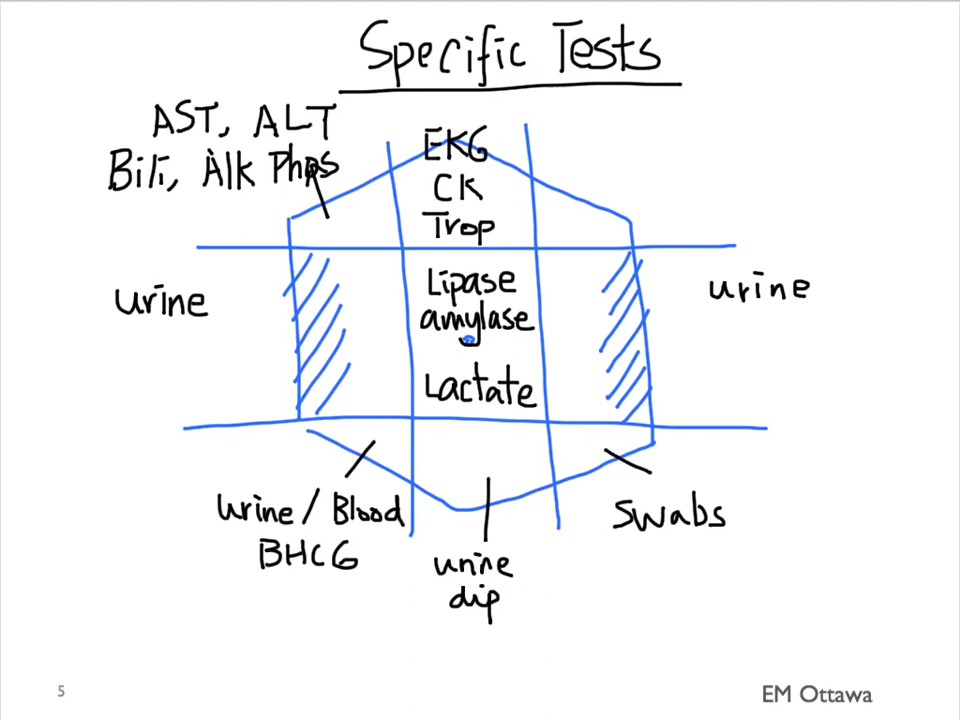 Specific Tests
AST, ALT
Bili, Alk Phos
EKG
CK
Trop
urine
Lipase
amylase
Lactate
urine
urine / Blood
BHCG
urine
dip
Swabs
5
EM Ottawa